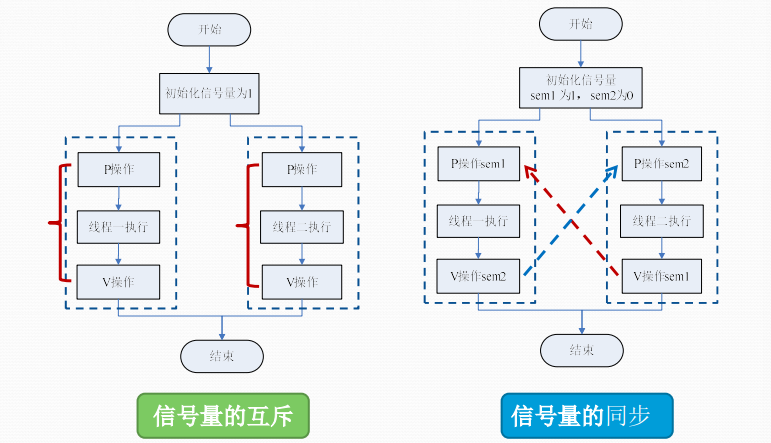 开始
初始化信号量为1
P操作
线程一执行
V操作
P操作
线程二执行
V操作
结束
信号量的互斥
开始
初始化信号量
sem1 为1，sem2为0
P操作sem1
线程一执行
V操作sem2
P操作sem2
线程二执行
V操作sem1
结束
信号量的同步